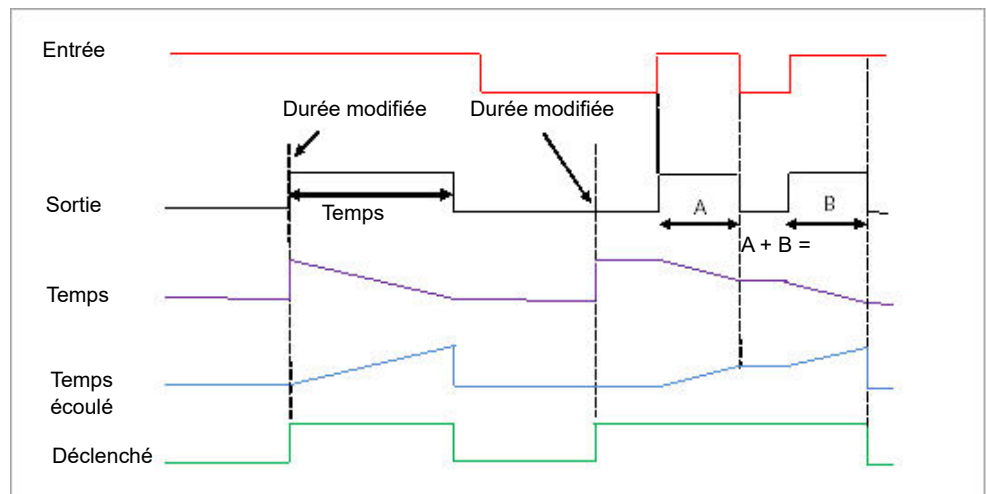 Entrée
Durée modifiée
Durée modifiée
Sortie
Temps
A
B
A + B =
Temps
Temps
écoulé
Déclenché